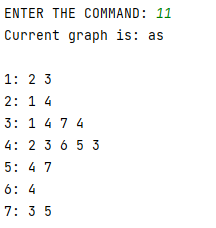 ENTER THE COMMAND: 11
Current graph is: as
1: 2 3
2: 1 4
3: 1 4 7 4
4: 2 3 6 5 3
5: 4 7
6: 4
7: 3 5